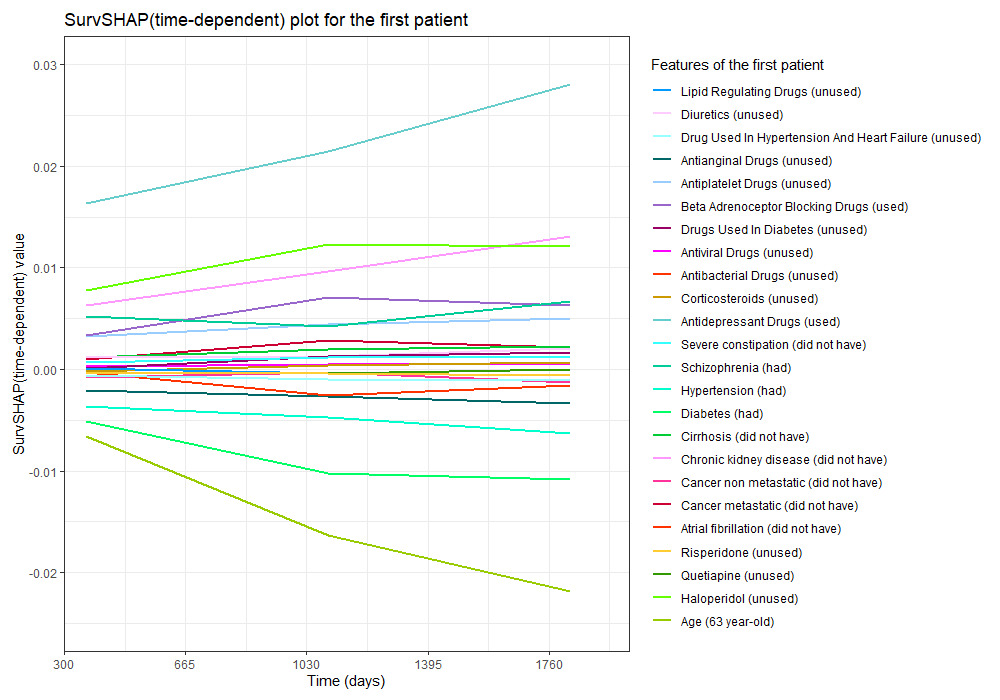 SurvSHAP(time-dependent) plot for the first patient
SurvSHAP(time-dependent) value
0.03
0.02
0.01
0.00
-0.01
-0.02
300 665 1030 1395 1760
Time (days)
Features of the first patient
Lipid Regulating Drugs (unused)
Diuretics (unused)
Drug Used In Hypertension And Heart Failure (unused)
Antianginal Drugs (unused)
Antiplatelet Drugs (unused)
Beta Adrenoceptor Blocking Drugs (used)
Drugs Used In Diabetes (unused)
Antiviral Drugs (unused)
Antibacterial Drugs (unused)
Corticosteroids (unused)
Antidepressant Drugs (used)
Severe constipation (did not have)
Schizophrenia (had)
Hypertension (had)
Diabetes (had)
Cirrhosis (did not have)
Chronic kidney disease (did not have)
Cancer non metastatic (did not have)
Cancer metastatic (did not have)
Atrial fibrillation (did not have)
Risperidone (unused)
Quetiapine (unused)
Haloperidol (unused)
Age (63 year-old)